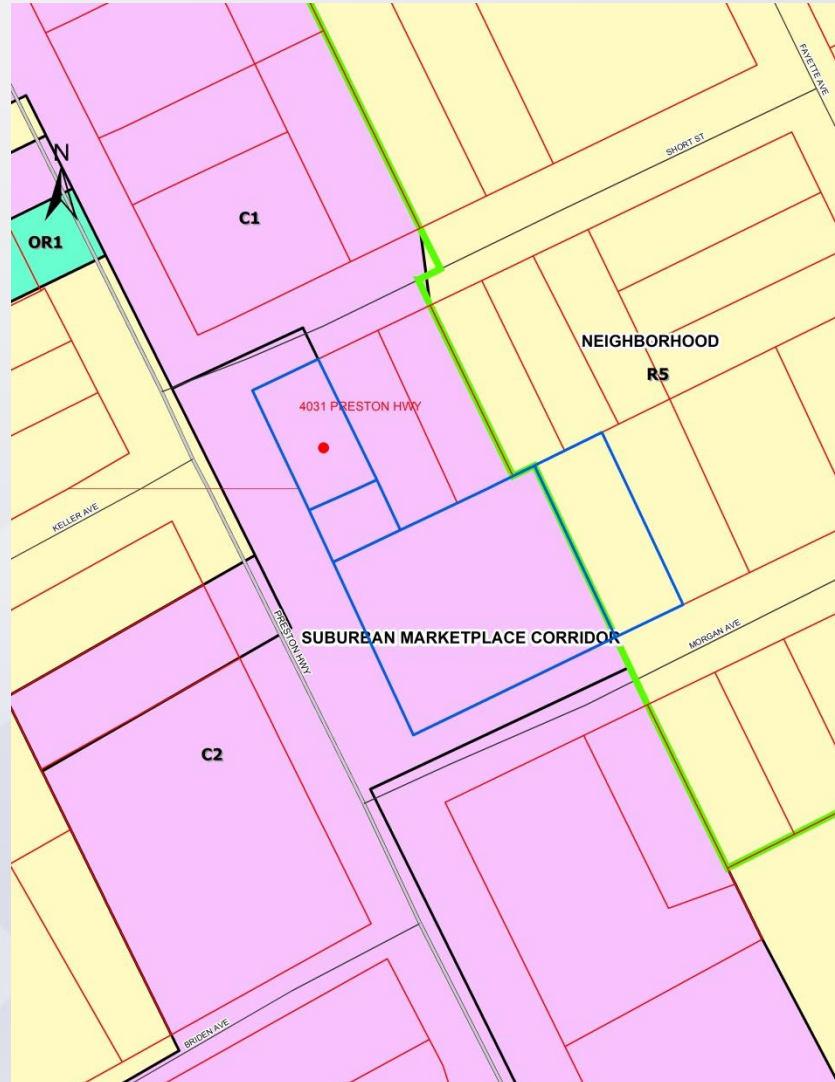 FAYETTE AVE
SHORT ST
N
C1
OR1
NEIGHBORHOOD
R5
4031 PRESTON HWY
KELLER AVE
PRESTON HWY
SUBURBAN MARKETPLACE CORRIDOR
MORGAN AVE
C2
BRIDEN AVE